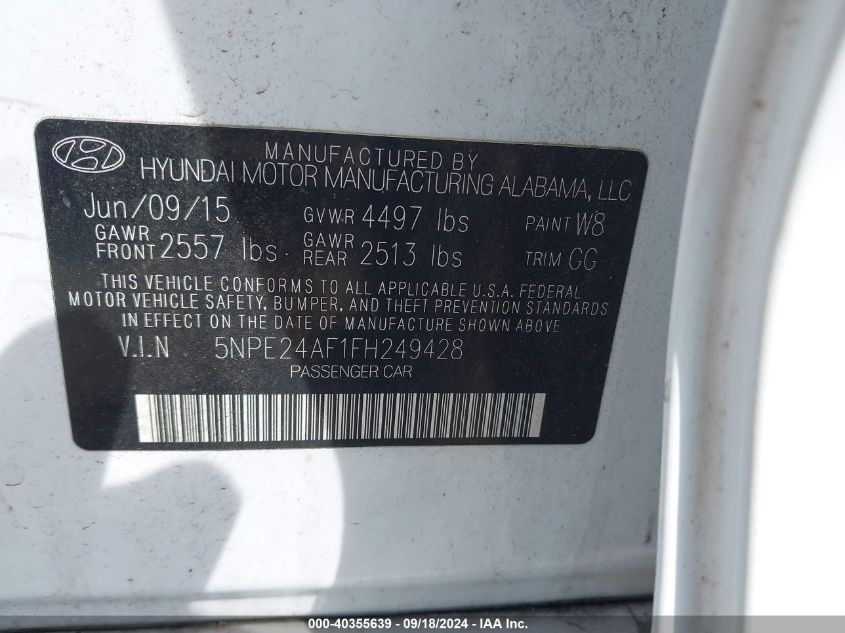 MANUFACTURED BY
HYUNDAI MOTOR MANUFACTURING ALABAMA, LLC
Jun/09/15 GVWR 4497 lbs PAINT W8
GAWR FRONT 2557 lbs GAWR REAR 2513 lbs TRIM GG
THIS VEHICLE CONFORMS TO ALL APPLICABLE U.S.A. FEDERAL
MOTOR VEHICLE SAFETY, BUMPER, AND THEFT PREVENTION STANDARDS
IN EFFECT ON THE DATE OF MANUFACTURE SHOWN ABOVE
V.I.N 5NPE24AF1FH249428
PASSENGER CAR
000-40355639 - 09/18/2024 - IAA Inc.